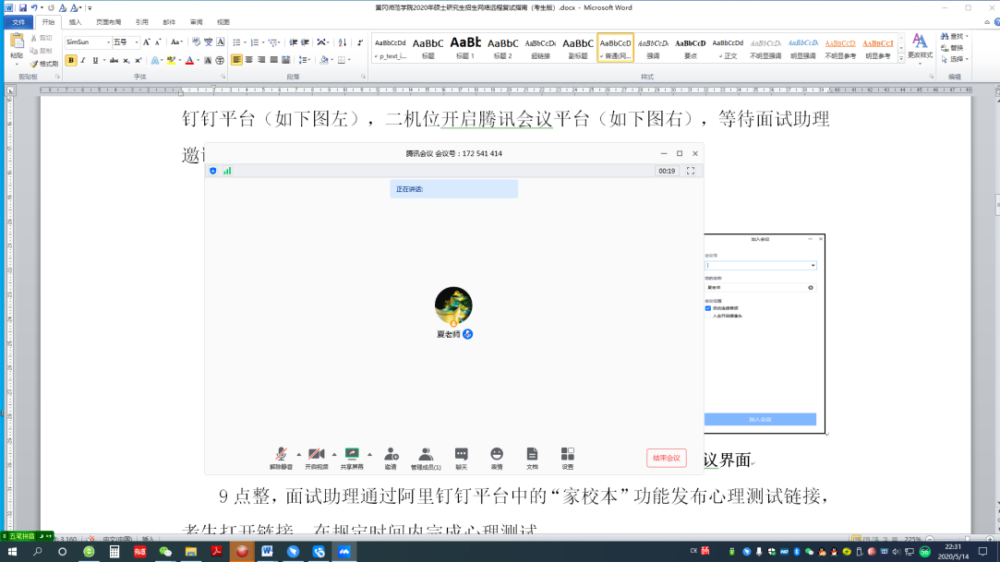 黄冈师范学院2020年硕士研究生招生网络远程复试指南（考生版）.docx - Microsoft Word
文件 开始 插入 页面布局 引用 邮件 审阅 视图
粘贴 剪切 复制 格式刷
SimSun 五号
AaBbCcDd AaBbC AaBb AaBbC AaBbCcDc AaBbC AaBbCcD AaBbCcDd AaBbCcD AaBbCcDd AaBbCcDd AaBbCcDd AaBbCcDd AaBbCcI
p_text_i... 标题 标题 1 标题 2 超链接 副标题 普通(网... 强调 要点 正文 不明显强调 明显强调 不明显参考 明显参考
更改样式
查找
替换
选择
剪贴板 字体 段落 样式 编辑
钉钉平台（如下图左），二机位开启腾讯会议平台（如下图右），等待面试助理
邀
腾讯会议 会议号：172 541 414
00:19
正在讲话:
夏老师
解除静音 开启视频 共享屏幕 邀请 管理成员(1) 聊天 表情 文档 设置
结束会议
加入会议
会议号
您的名称
夏老师
会议设置
自动连接音频
入会开启摄像头
加入会议
议界面
9 点整，面试助理通过阿里钉钉平台中的“家校本”功能发布心理测试链接，
考生打开链接，在规定时间内完成心理测试
五笔拼音
中文(中国) 插入
225%
22:31
2020/5/14